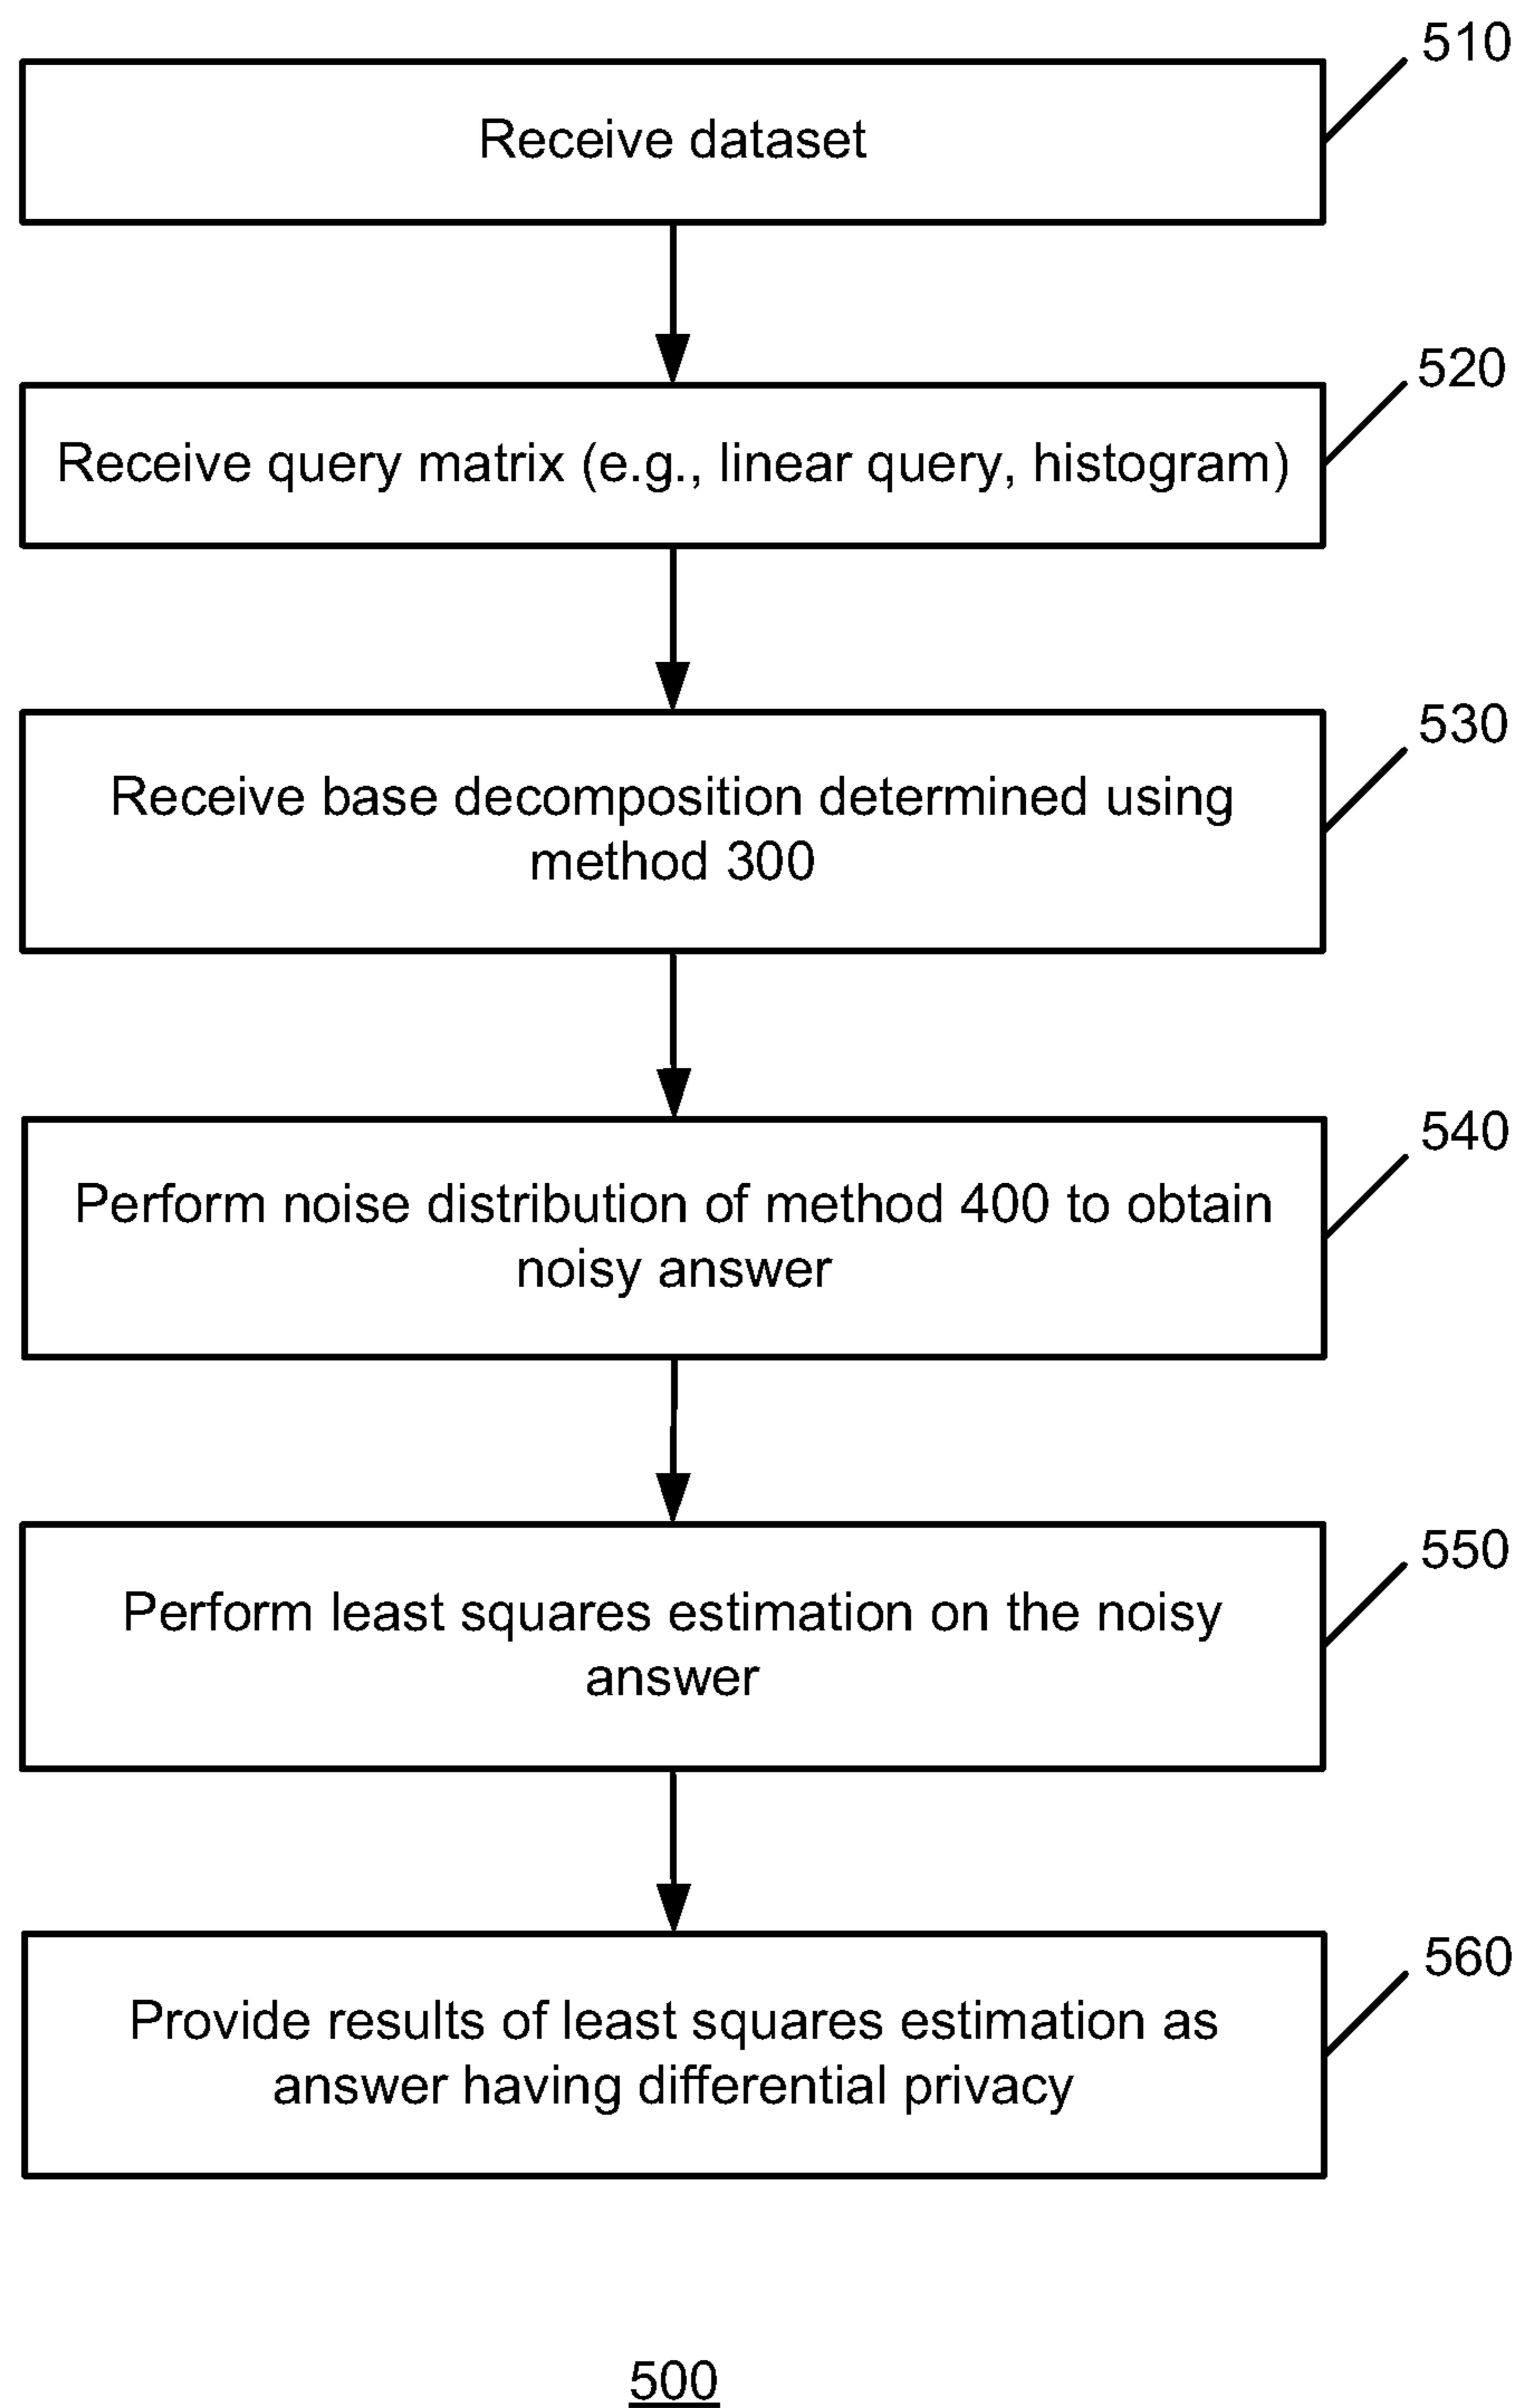 510
Receive dataset
520
Receive query matrix (e.g., linear query, histogram)
530
Receive base decomposition determined using
method 300
540
Perform noise distribution of method 400 to obtain
noisy answer
550
Perform least squares estimation on the noisy
answer
560
Provide results of least squares estimation as
answer having differential privacy
500